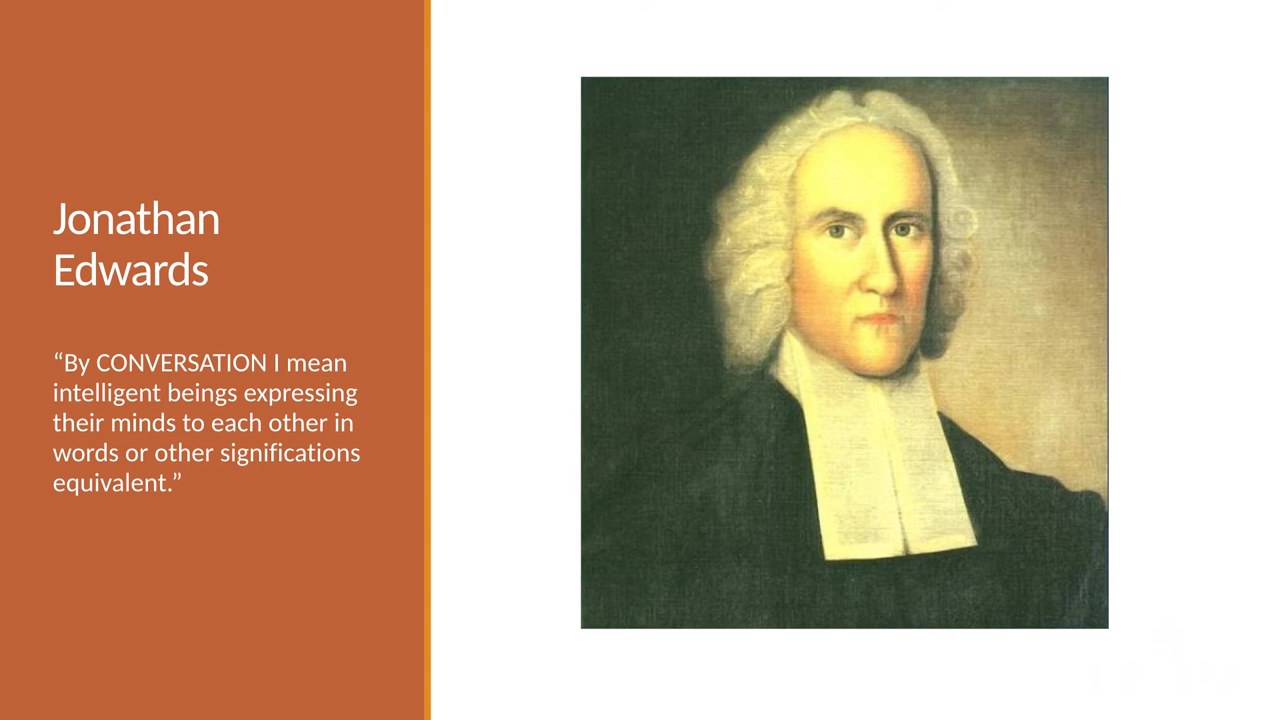 Jonathan
Edwards
“By CONVERSATION I mean
intelligent beings expressing
their minds to each other in
words or other significations
equivalent.”